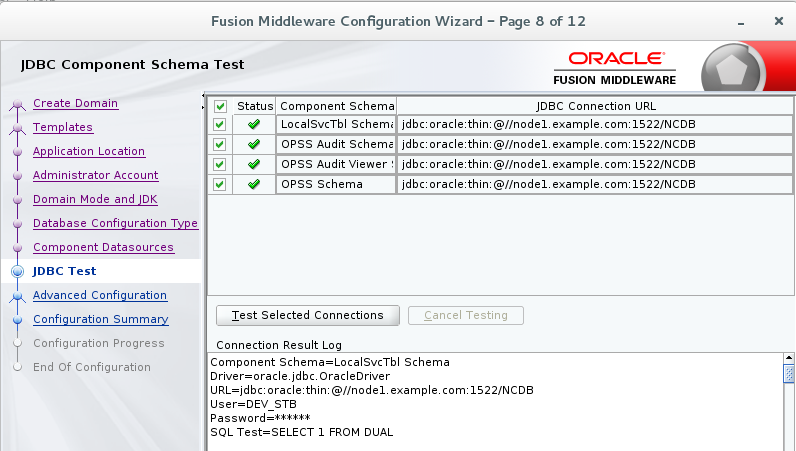 Fusion Middleware Configuration Wizard – Page 8 of 12
JDBC Component Schema Test
ORACLE
FUSION MIDDLEWARE
Create Domain
Templates
Application Location
Administrator Account
Domain Mode and JDK
Database Configuration Type
Component Datasources
JDBC Test
Advanced Configuration
Configuration Summary
Configuration Progress
End Of Configuration
Status Component Schema JDBC Connection URL
LocalSvcTbl Schema jdbc:oracle:thin:@//node1.example.com:1522/NCDB
OPSS Audit Schema jdbc:oracle:thin:@//node1.example.com:1522/NCDB
OPSS Audit Viewer S jdbc:oracle:thin:@//node1.example.com:1522/NCDB
OPSS Schema jdbc:oracle:thin:@//node1.example.com:1522/NCDB
Test Selected Connections Cancel Testing
Connection Result Log
Component Schema=LocalSvcTbl Schema
Driver=oracle.jdbc.OracleDriver
URL=jdbc:oracle:thin:@//node1.example.com:1522/NCDB
User=DEV_STB
Password=******
SQL Test=SELECT 1 FROM DUAL